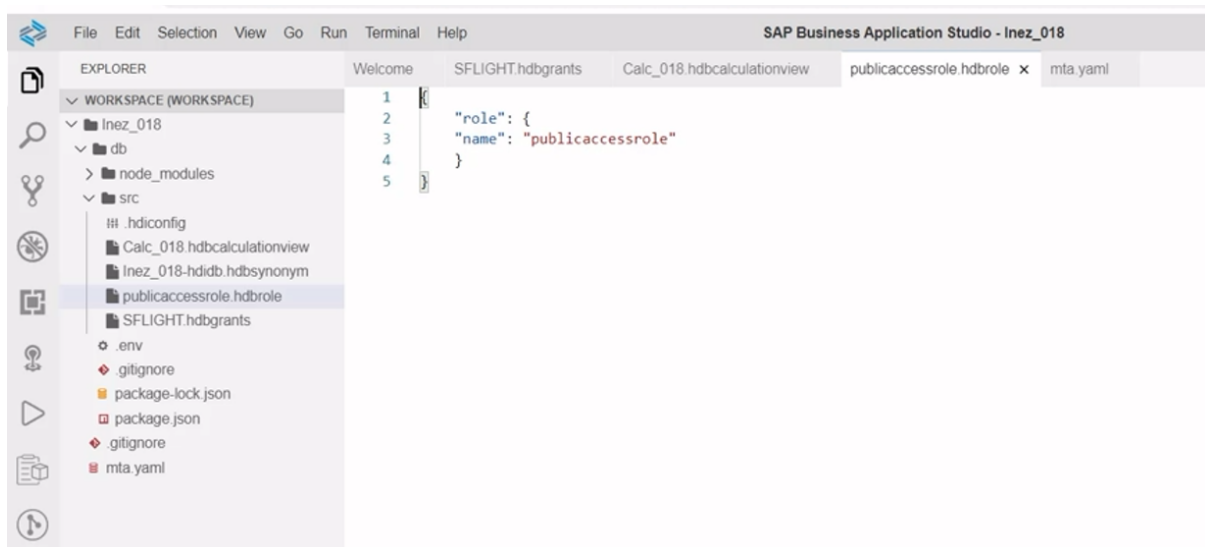 File Edit Selection View Go Run Terminal Help SAP Business Application Studio - Inez_018
EXPLORER
WORKSPACE (WORKSPACE)
Inez_018
db
node_modules
src
.hdiconfig
Calc_018.hdbcalculationview
Inez_018-hdidb.hdbsynonym
publicaccessrole.hdbrole
SFLIGHT.hdbgrants
.env
.gitignore
package-lock.json
package.json
.gitignore
mta.yaml
Welcome SFLIGHT.hdbgrants Calc_018.hdbcalculationview publicaccessrole.hdbrole × mta.yaml
1 {
2 "role": {
3 "name": "publicaccessrole"
4 }
5 }